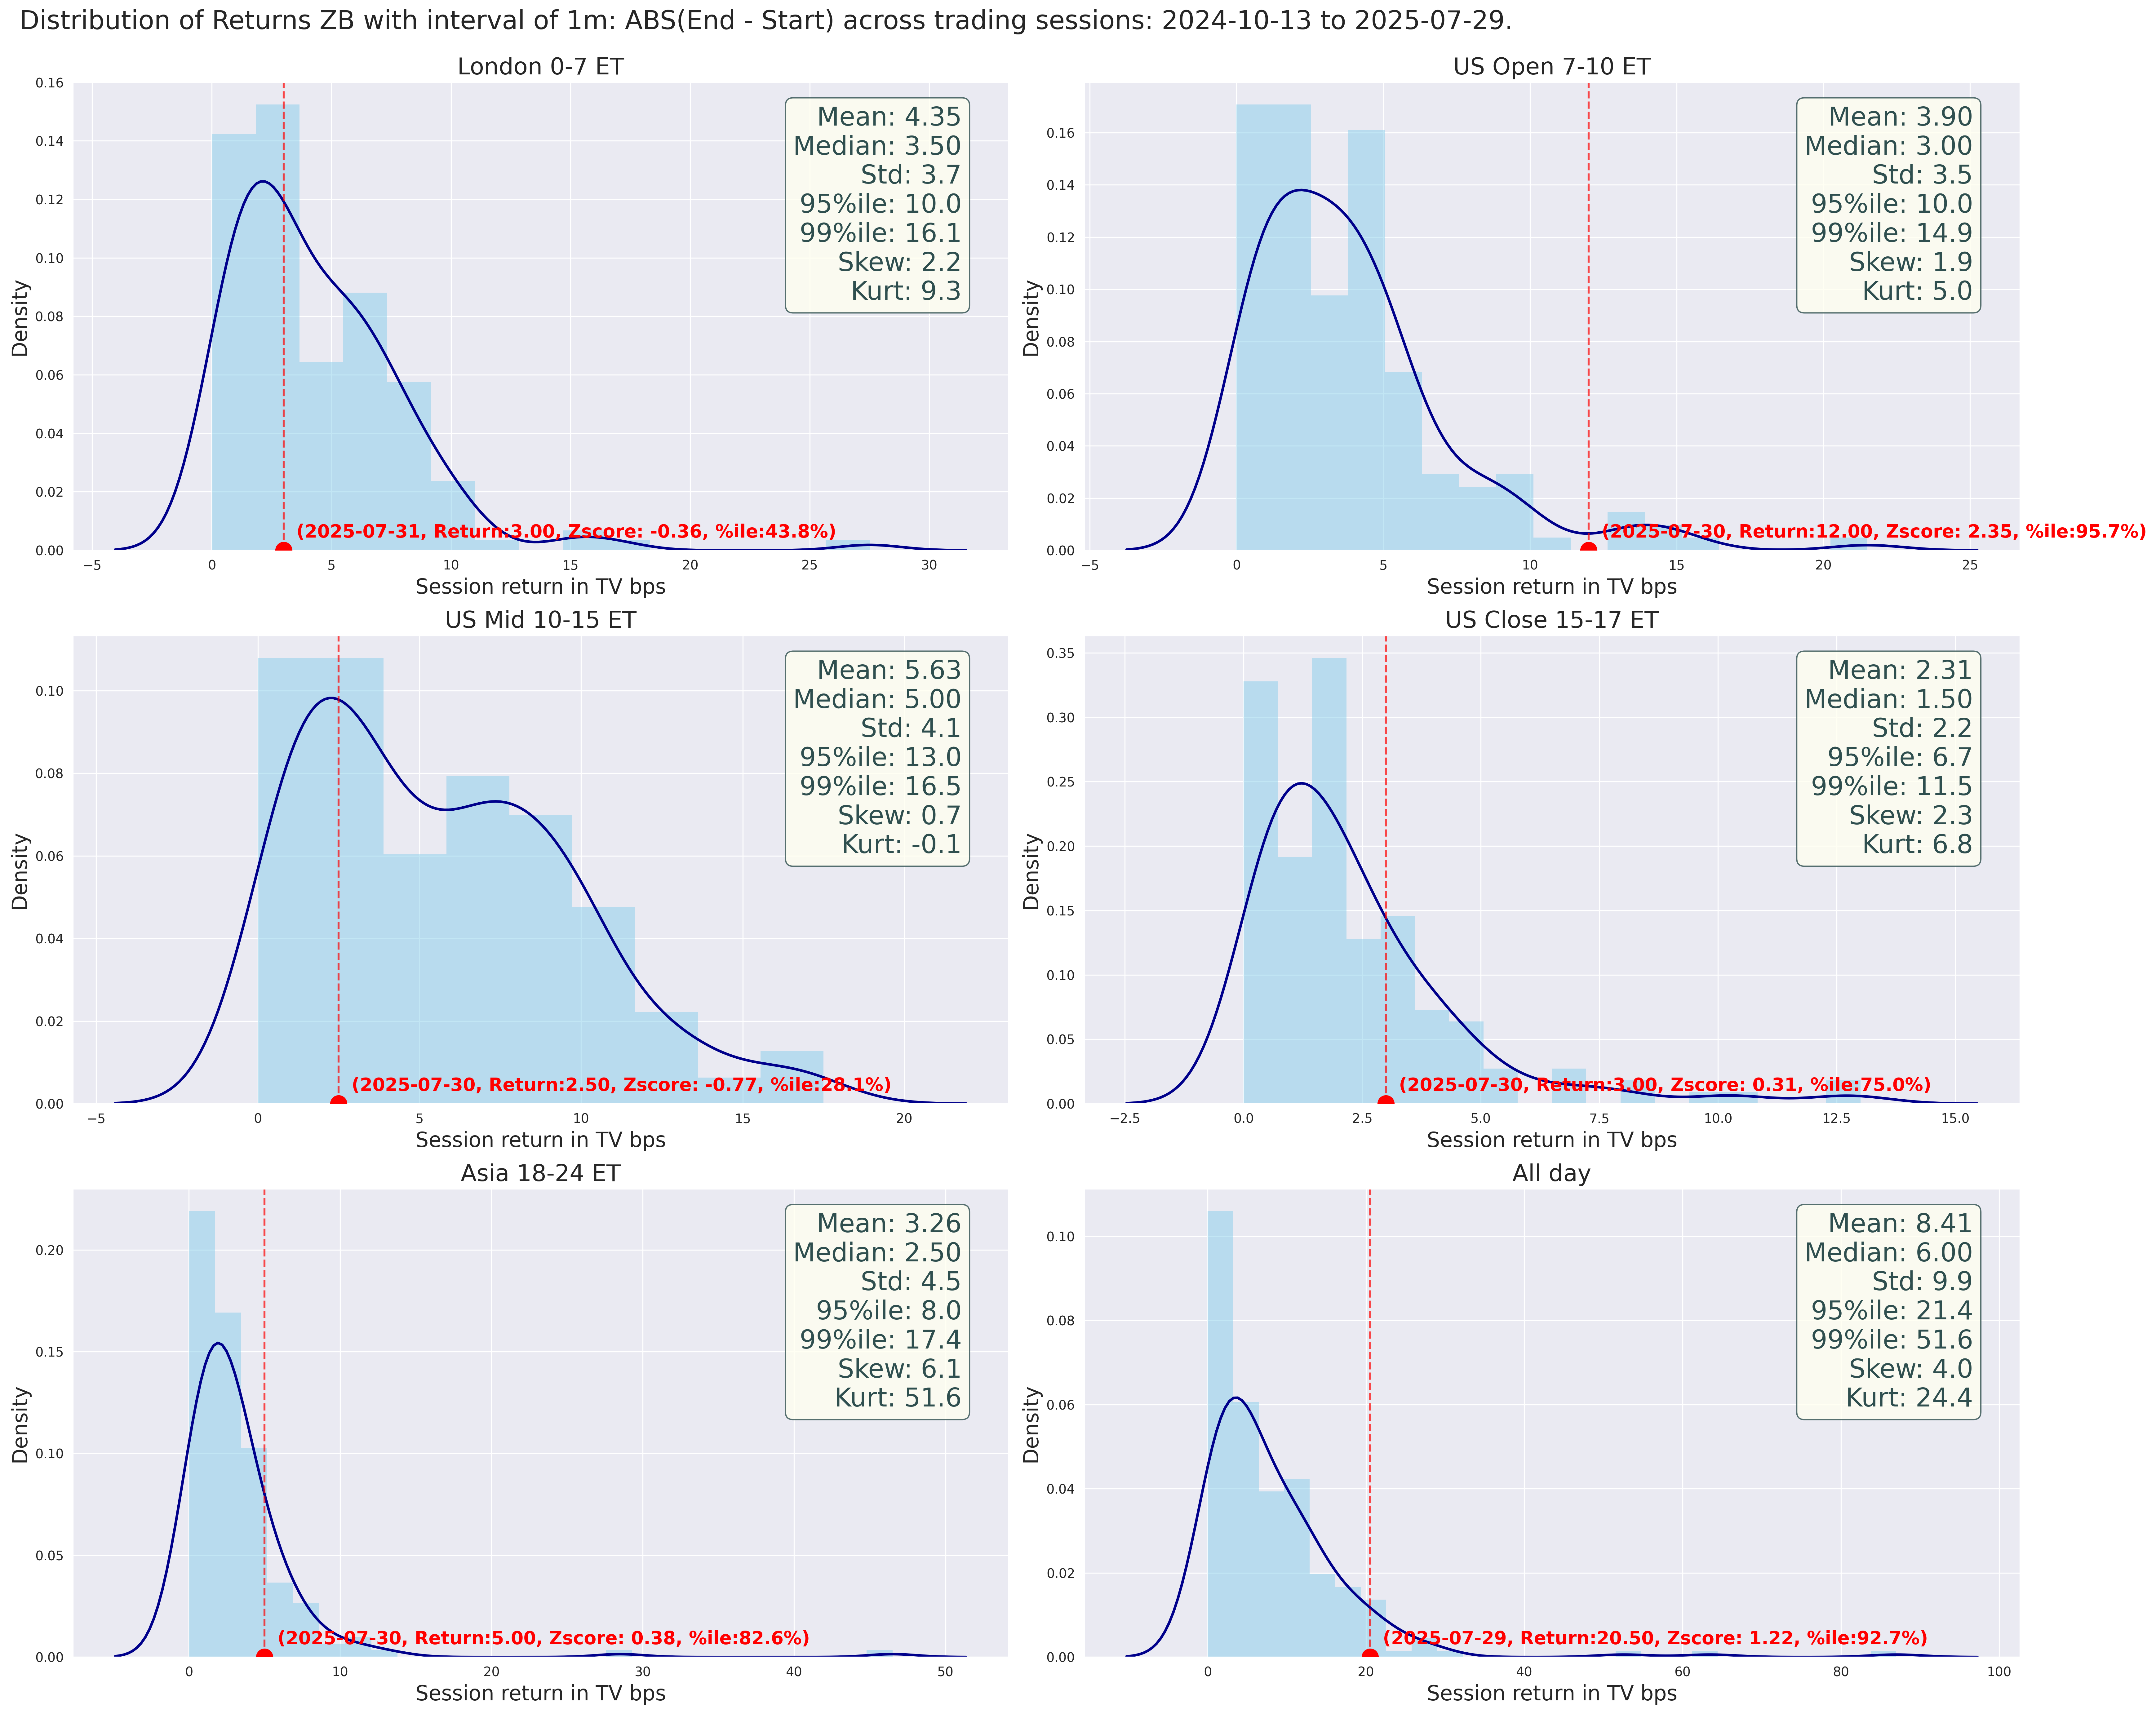 Distribution of Returns ZB with interval of 1m: ABS(End - Start) across trading sessions: 2024-10-13 to 2025-07-29.
London 0-7 ET
Density
0.16
0.14
0.12
0.10
0.08
0.06
0.04
0.02
0.00
Mean: 4.35
Median: 3.50
Std: 3.7
95%ile: 10.0
99%ile: 16.1
Skew: 2.2
Kurt: 9.3
(2025-07-31, Return:3.00, Zscore: -0.36, %ile:43.8%)
−5 0 5 10 15 20 25 30
Session return in TV bps
US Open 7-10 ET
Density
0.16
0.14
0.12
0.10
0.08
0.06
0.04
0.02
0.00
Mean: 3.90
Median: 3.00
Std: 3.5
95%ile: 10.0
99%ile: 14.9
Skew: 1.9
Kurt: 5.0
(2025-07-30, Return:12.00, Zscore: 2.35, %ile:95.7%)
−5 0 5 10 15 20 25
Session return in TV bps
US Mid 10-15 ET
Density
0.10
0.08
0.06
0.04
0.02
0.00
Mean: 5.63
Median: 5.00
Std: 4.1
95%ile: 13.0
99%ile: 16.5
Skew: 0.7
Kurt: -0.1
(2025-07-30, Return:2.50, Zscore: -0.77, %ile:28.1%)
−5 0 5 10 15 20
Session return in TV bps
US Close 15-17 ET
Density
0.35
0.30
0.25
0.20
0.15
0.10
0.05
0.00
Mean: 2.31
Median: 1.50
Std: 2.2
95%ile: 6.7
99%ile: 11.5
Skew: 2.3
Kurt: 6.8
(2025-07-30, Return:3.00, Zscore: 0.31, %ile:75.0%)
−2.5 0.0 2.5 5.0 7.5 10.0 12.5 15.0
Session return in TV bps
Asia 18-24 ET
Density
0.20
0.15
0.10
0.05
0.00
Mean: 3.26
Median: 2.50
Std: 4.5
95%ile: 8.0
99%ile: 17.4
Skew: 6.1
Kurt: 51.6
(2025-07-30, Return:5.00, Zscore: 0.38, %ile:82.6%)
0 10 20 30 40 50
Session return in TV bps
All day
Density
0.10
0.08
0.06
0.04
0.02
0.00
Mean: 8.41
Median: 6.00
Std: 9.9
95%ile: 21.4
99%ile: 51.6
Skew: 4.0
Kurt: 24.4
(2025-07-29, Return:20.50, Zscore: 1.22, %ile:92.7%)
0 20 40 60 80 100
Session return in TV bps